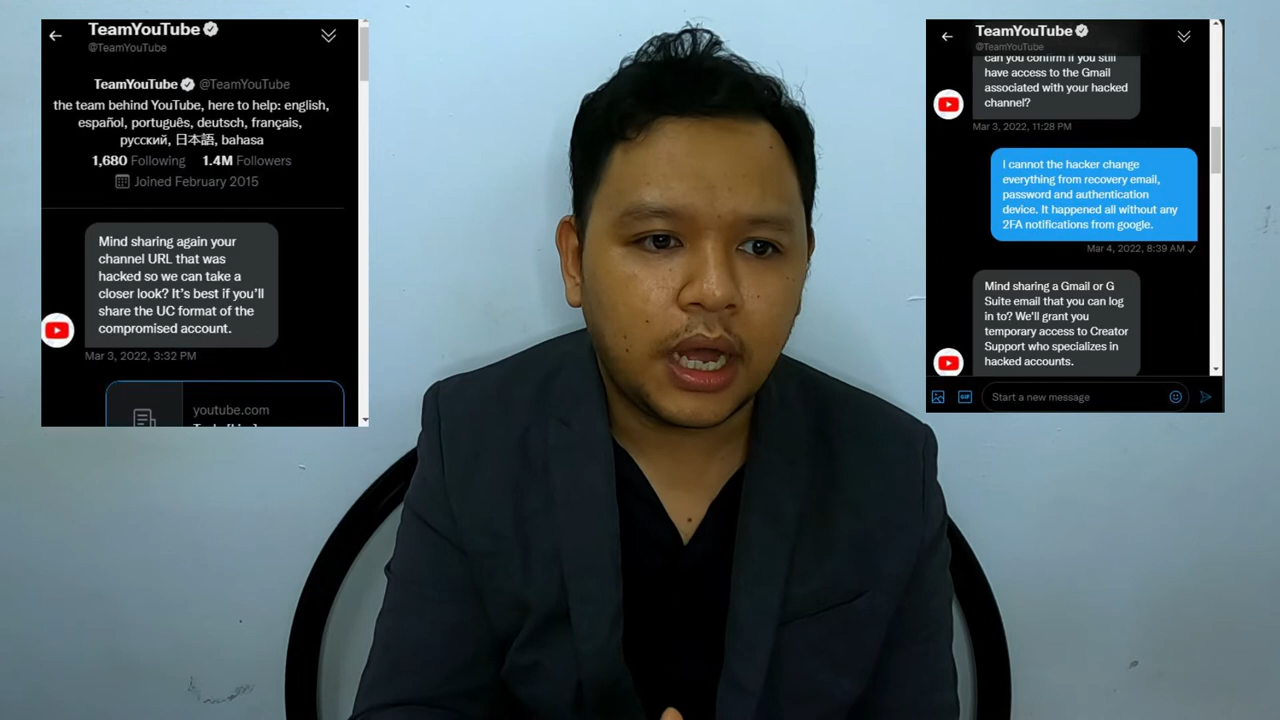 TeamYouTube
@TeamYouTube
TeamYouTube @TeamYouTube
the team behind YouTube, here to help: english,
español, português, deutsch, français,
русский, 日本語, bahasa
1,680 Following 1.4M Followers
Joined February 2015
Mind sharing again your
channel URL that was
hacked so we can take a
closer look? It's best if you'll
share the UC format of the
compromised account.
Mar 3, 2022, 3:32 PM
youtube.com
TeamYouTube
@TeamYouTube
can you confirm if you still
have access to the Gmail
associated with your hacked
channel?
Mar 3, 2022, 11:28 PM
I cannot the hacker change
everything from recovery email,
password and authentication
device. It happened all without any
2FA notifications from google.
Mar 4, 2022, 8:39 AM
Mind sharing a Gmail or G
Suite email that you can log
in to? We'll grant you
temporary access to Creator
Support who specializes in
hacked accounts.
GIF
Start a new message